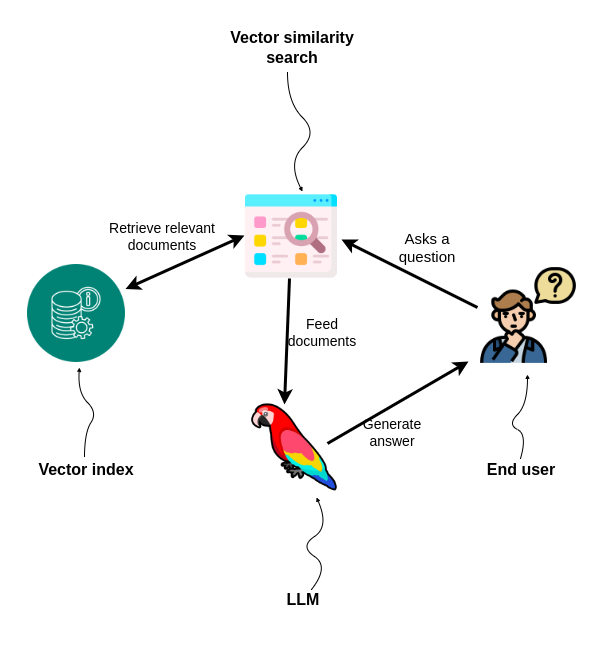 Vector similarity
search
Retrieve relevant
documents
Asks a
question
Feed
documents
Generate
answer
Vector index
End user
LLM